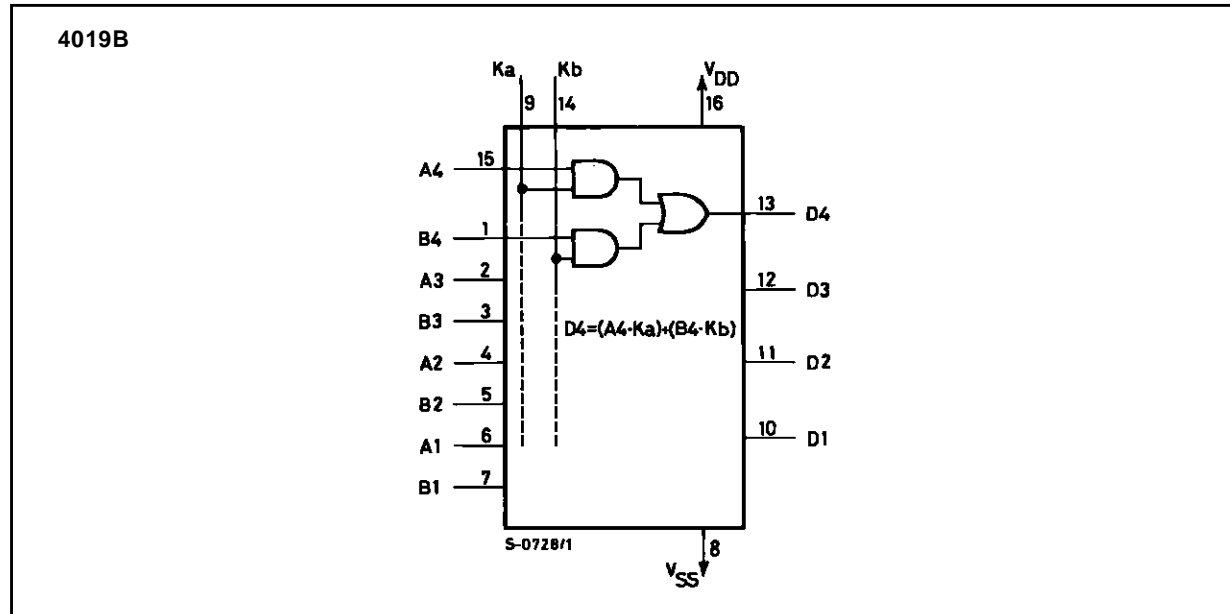 4019B
Ka Kb VDD
9 14 16
A4 15
13 D4
B4 1
A3 2
12 D3
B3 3
D4=(A4·Ka)+(B4·Kb)
A2 4
11 D2
B2 5
A1 6
10 D1
B1 7
S-0728/1
8
VSS